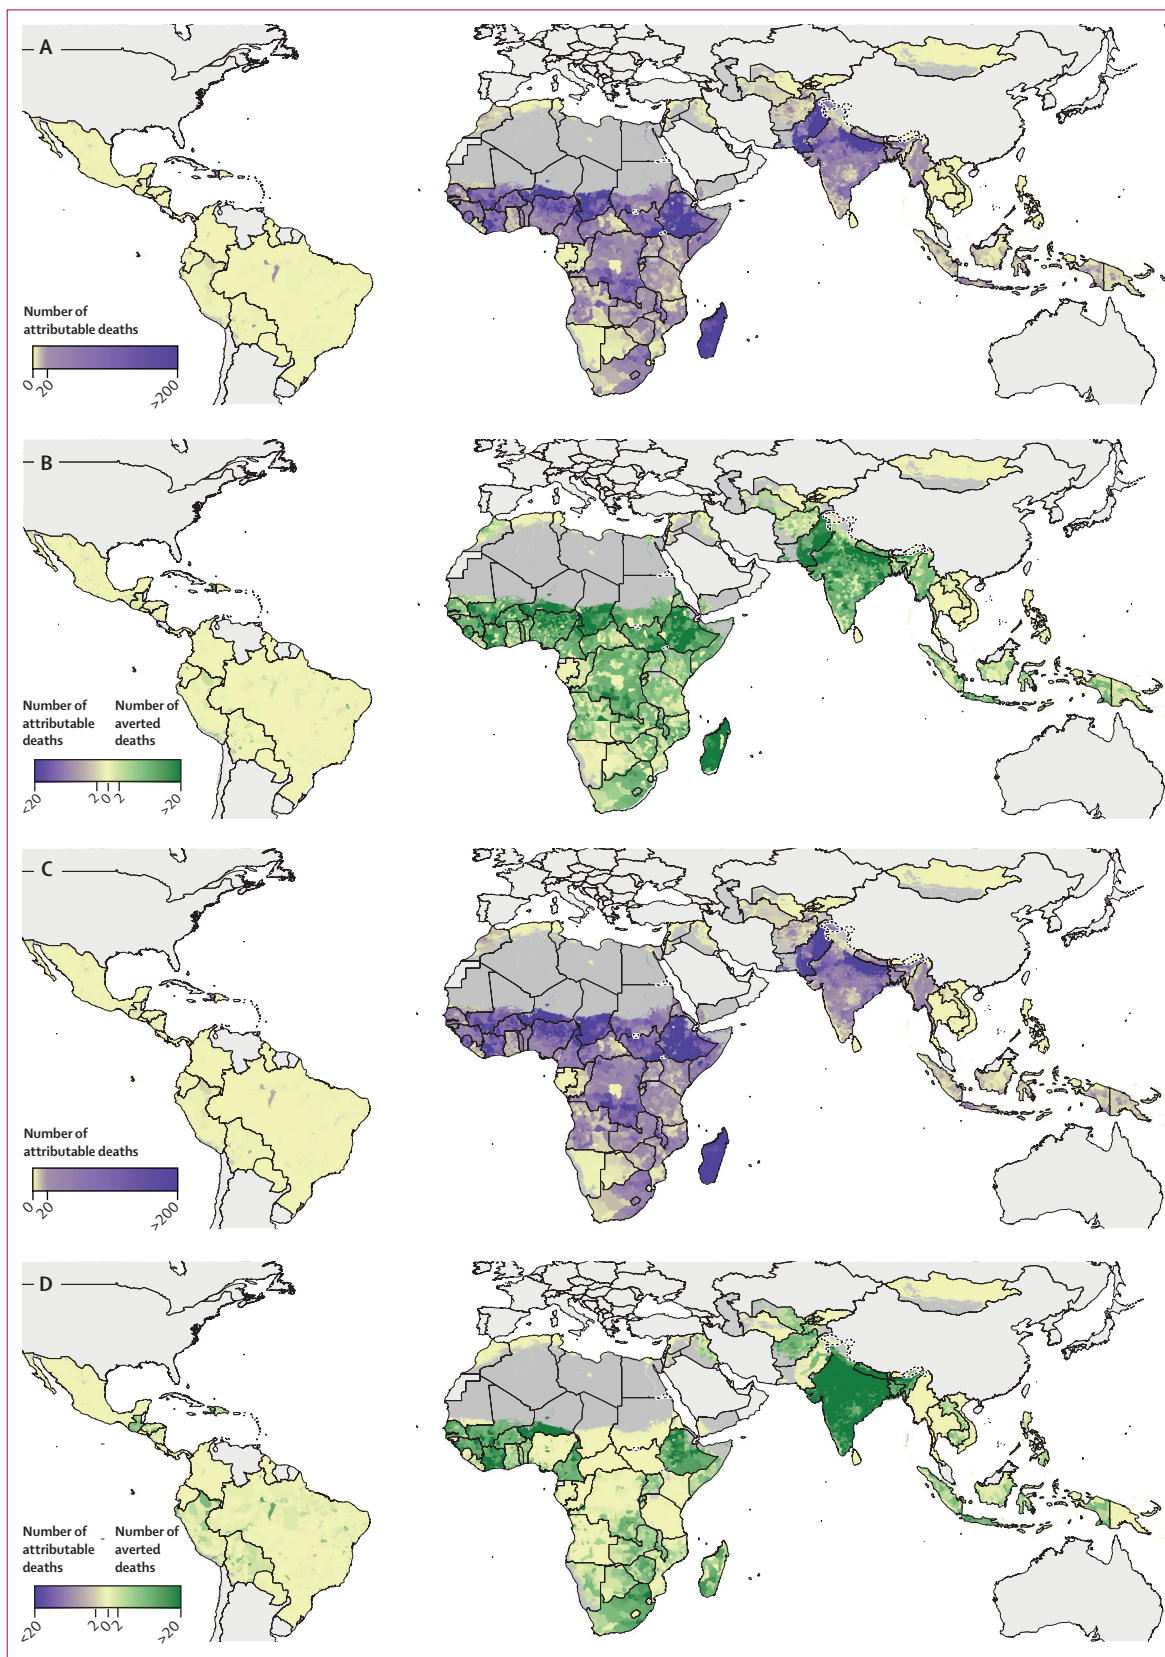 A
Number of
attributable deaths
0
20
>200
B
Number of
attributable
deaths
Number of
averted
deaths
<20
2
0
2
>20
C
Number of
attributable deaths
0
20
>200
D
Number of
attributable
deaths
Number of
averted
deaths
<20
2
0
2
>20